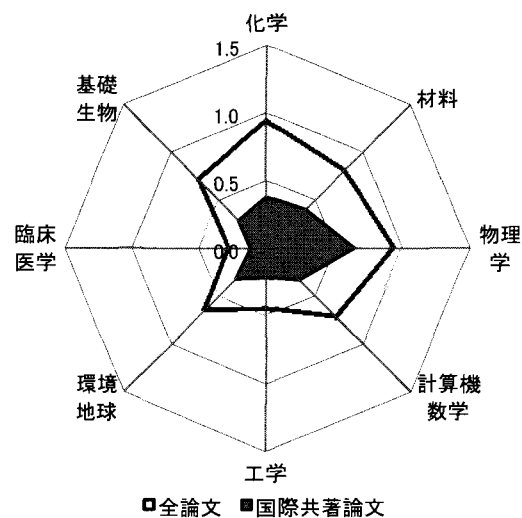 化学
1.5
基礎
生物
材料
1.0
0.5
臨床
医学
0.0
物理
学
環境
地球
計算機
数学
工学
全論文 国際共著論文